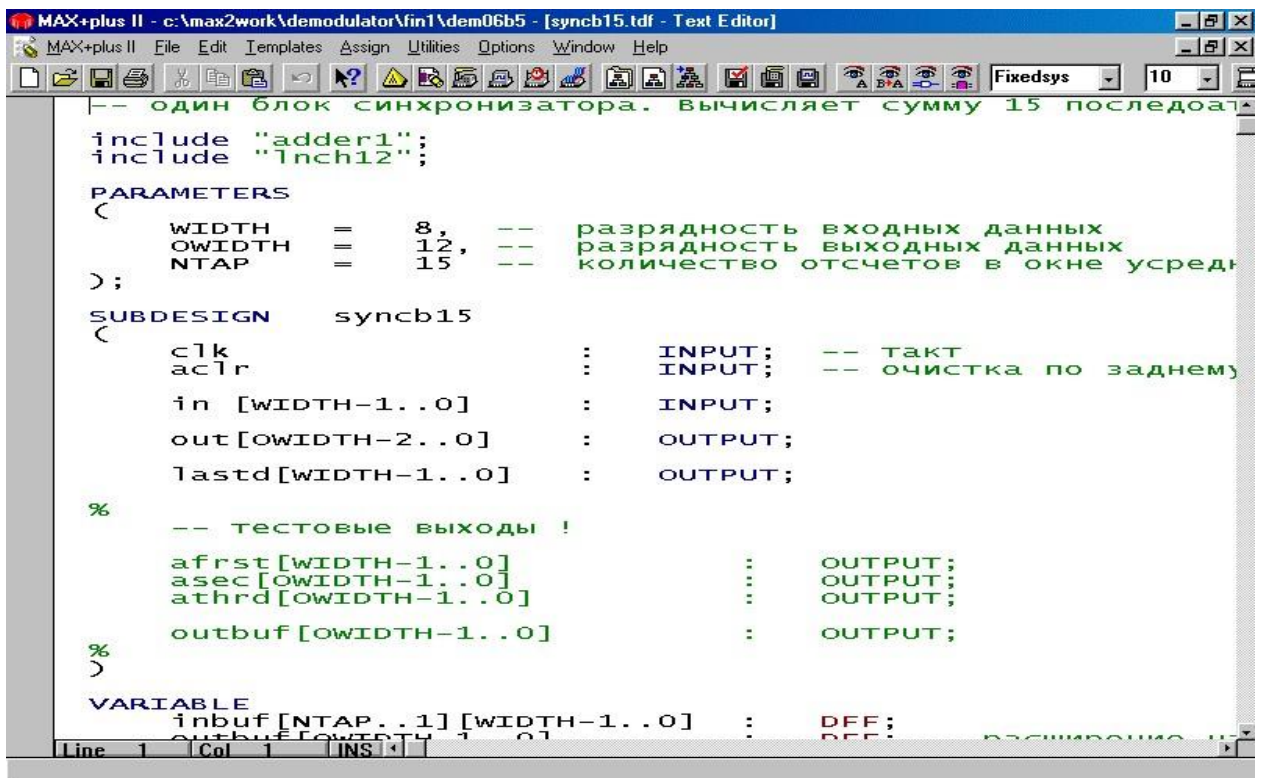 MAX+plus II - c:\max2work\demodulator\fin1\dem06b5 - [syncb15.tdf - Text Editor]
MAX+plus II File Edit Templates Assign Utilities Options Window Help
Fixedsys 10
-- один блок синхронизатора. Вычисляет сумму 15 последоат
include "adder1";
include "lnch12";
PARAMETERS
(
WIDTH = 8, -- разрядность входных данных
OWIDTH = 12, -- разрядность выходных данных
NTAP = 15 -- количество отсчетов в окне усредн
);
SUBDESIGN syncb15
(
clk : INPUT; -- такт
aclr : INPUT; -- очистка по заднему
in [WIDTH-1..0] : INPUT;
out[OWIDTH-2..0] : OUTPUT;
lastd[WIDTH-1..0] : OUTPUT;
%
-- тестовые выходы !
afrst[WIDTH-1..0] : OUTPUT;
asec[OWIDTH-1..0] : OUTPUT;
athrd[OWIDTH-1..0] : OUTPUT;
outbuf[OWIDTH-1..0] : OUTPUT;
%
)
VARIABLE
inbuf[NTAP..1][WIDTH-1..0] : DFF;
outbuf[OWIDTH-1..0] : DFF;
Line 1 Col 1 INS